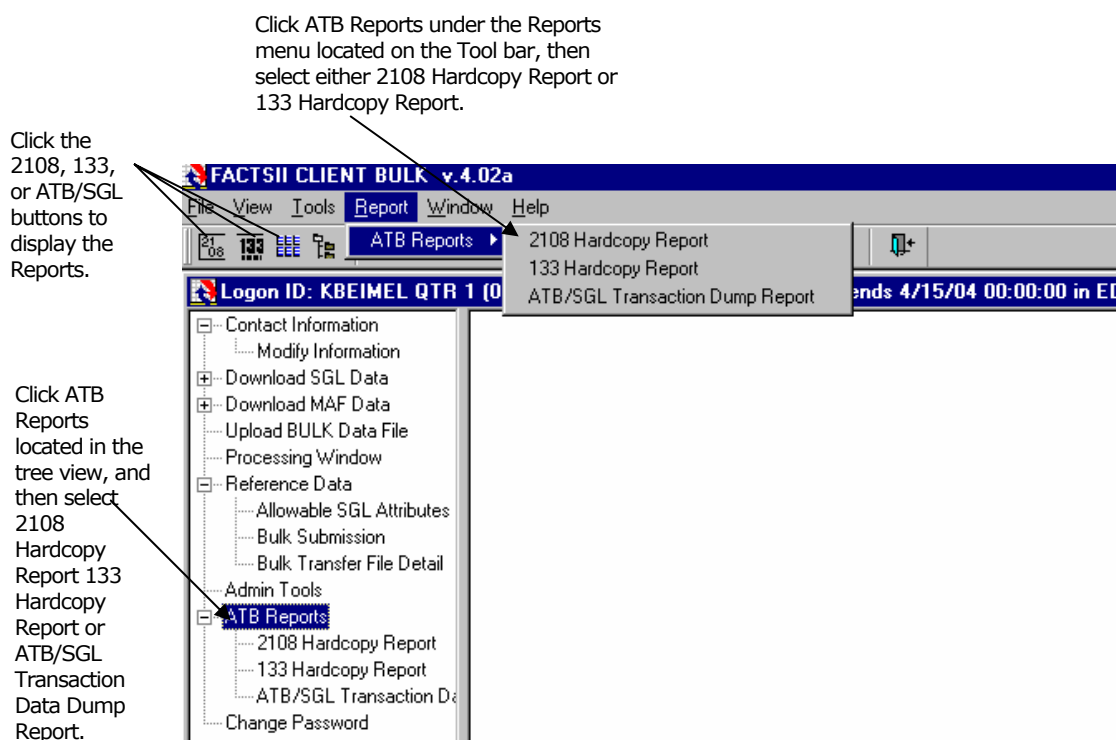 Click ATB Reports under the Reports
menu located on the Tool bar, then
select either 2108 Hardcopy Report or
133 Hardcopy Report.
Click the
2108, 133,
or ATB/SGL
buttons to
display the
Reports.
FACTSII CLIENT BULK v.4.02a
File View Tools Report Window Help
21
08
133
ATB Reports
2108 Hardcopy Report
133 Hardcopy Report
ATB/SGL Transaction Dump Report
Logon ID: KBEIMEL QTR 1 (0
ends 4/15/04 00:00:00 in ED
Contact Information
Modify Information
Download SGL Data
Download MAF Data
Upload BULK Data File
Processing Window
Reference Data
Allowable SGL Attributes
Bulk Submission
Bulk Transfer File Detail
Admin Tools
ATB Reports
2108 Hardcopy Report
133 Hardcopy Report
ATB/SGL Transaction Da
Change Password
Click ATB
Reports
located in the
tree view, and
then select
2108
Hardcopy
Report 133
Hardcopy
Report or
ATB/SGL
Transaction
Data Dump
Report.